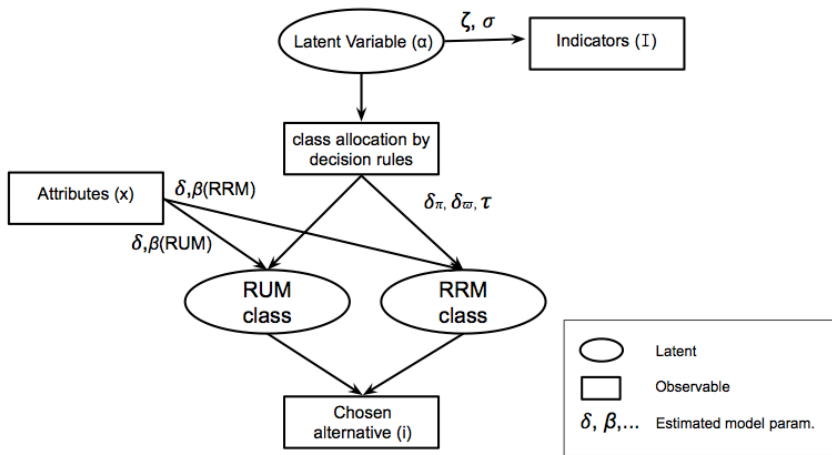 Latent Variable (α)
ζ, σ
Indicators (I)
class allocation by
decision rules
Attributes (x)
δ,β(RRM)
δ,β(RUM)
δπ, δϖ, τ
RUM
class
RRM
class
Chosen
alternative (i)
Latent
Observable
δ, β,... Estimated model param.